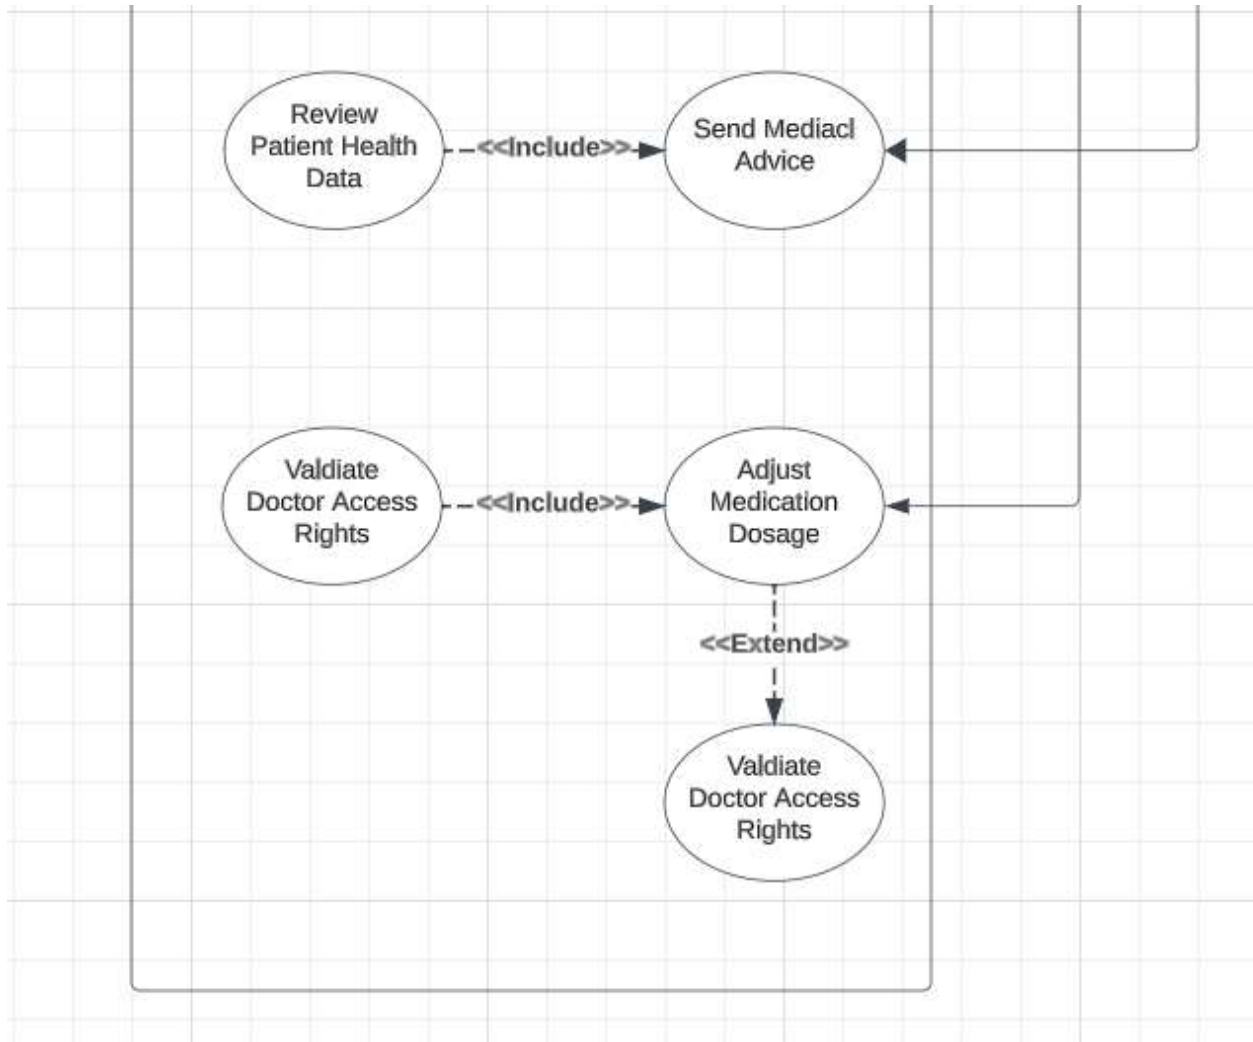 Review
Patient Health
Data
<<Include>>
Send Mediacl
Advice
Valdiate
Doctor Access
Rights
<<Include>>
Adjust
Medication
Dosage
<<Extend>>
Valdiate
Doctor Access
Rights